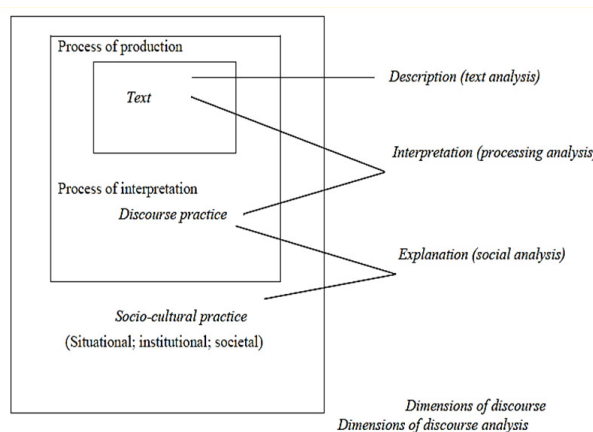 Process of production
Text
Description (text analysis)
Interpretation (processing analysis)
Process of interpretation
Discourse practice
Explanation (social analysis)
Socio-cultural practice
(Situational; institutional; societal)
Dimensions of discourse
Dimensions of discourse analysis